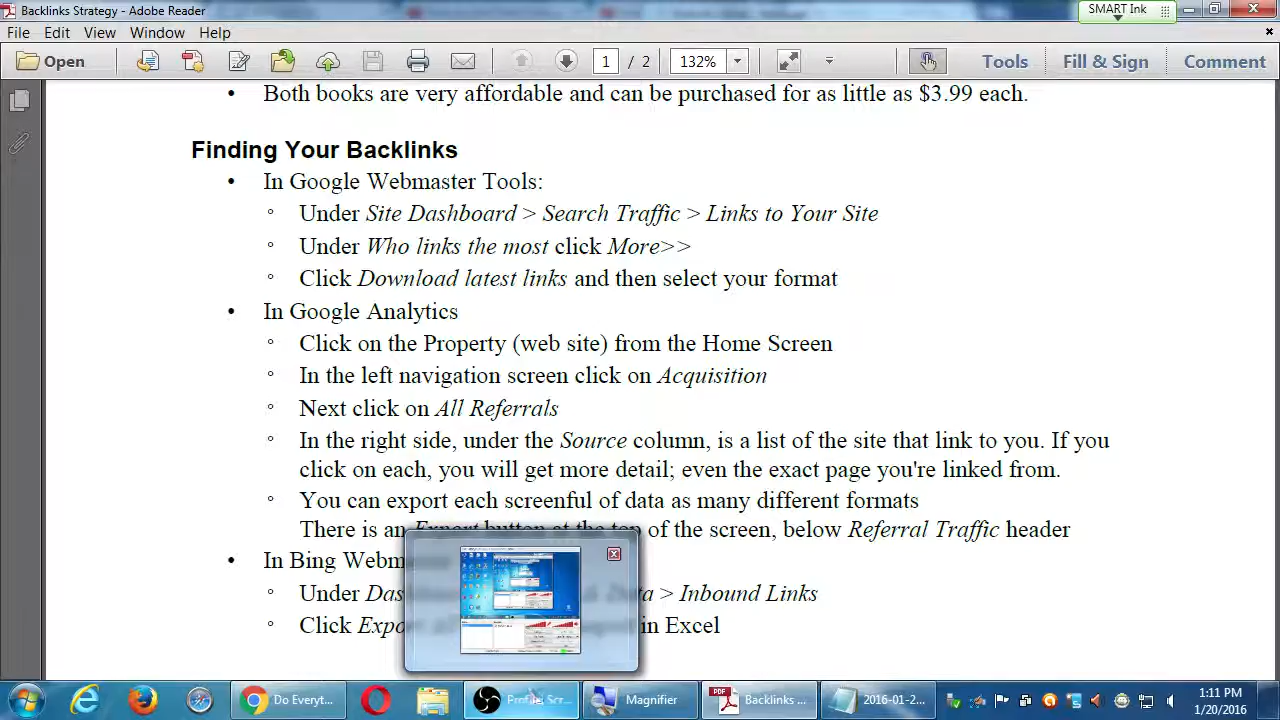 Backlinks Strategy - Adobe Reader
SMART Ink
File Edit View Window Help
Open 1 / 2 132% Tools Fill & Sign Comment
• Both books are very affordable and can be purchased for as little as $3.99 each.
Finding Your Backlinks
• In Google Webmaster Tools:
◦ Under Site Dashboard > Search Traffic > Links to Your Site
◦ Under Who links the most click More>>
◦ Click Download latest links and then select your format
• In Google Analytics
◦ Click on the Property (web site) from the Home Screen
◦ In the left navigation screen click on Acquisition
◦ Next click on All Referrals
◦ In the right side, under the Source column, is a list of the site that link to you. If you
click on each, you will get more detail; even the exact page you're linked from.
◦ You can export each screenful of data as many different formats
There is an Export button at the top of the screen, below Referral Traffic header
• In Bing
◦ Under > Inbound Links
◦ Click in Excel
Do Everyt... Magnifier PDF Backlinks ... 2016-01-2...
1:11 PM
1/20/2016